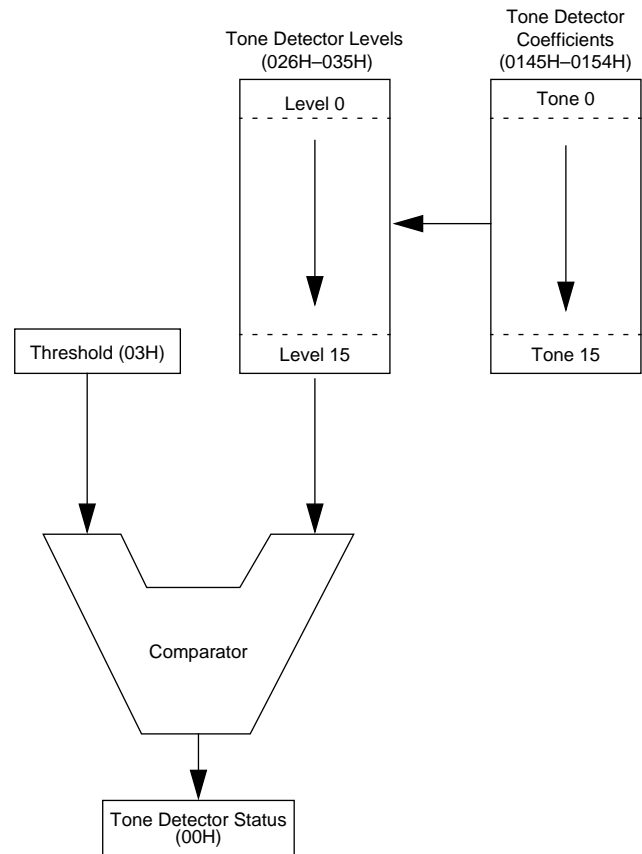 Tone Detector Levels
(026H–035H)
Tone Detector
Coefficients
(0145H–0154H)
Level 0
Tone 0
Level 15
Tone 15
Threshold (03H)
Comparator
Tone Detector Status
(00H)